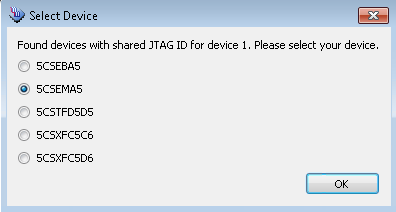 Select Device
Found devices with shared JTAG ID for device 1. Please select your device.
5CSEBA5
5CSEMA5
5CSTFD5D5
5CSXFC5C6
5CSXFC5D6
OK